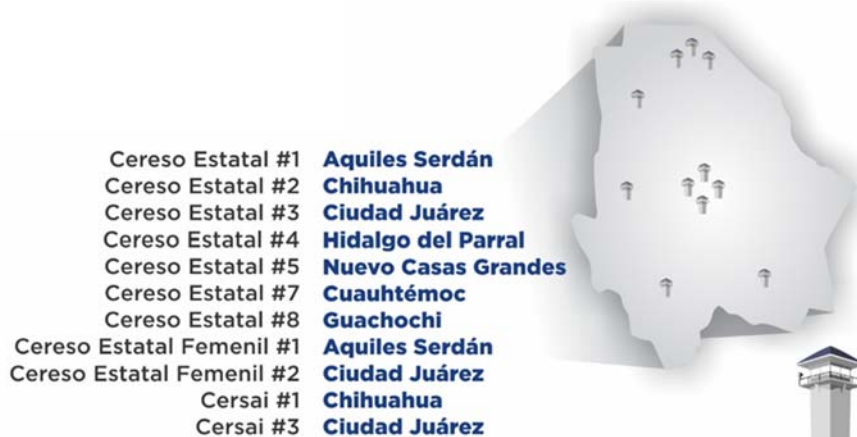 Cereso Estatal #1 Aquiles Serdán
Cereso Estatal #2 Chihuahua
Cereso Estatal #3 Ciudad Juárez
Cereso Estatal #4 Hidalgo del Parral
Cereso Estatal #5 Nuevo Casas Grandes
Cereso Estatal #7 Cuauhtémoc
Cereso Estatal #8 Guachochi
Cereso Estatal Femenil #1 Aquiles Serdán
Cereso Estatal Femenil #2 Ciudad Juárez
Cersai #1 Chihuahua
Cersai #3 Ciudad Juárez